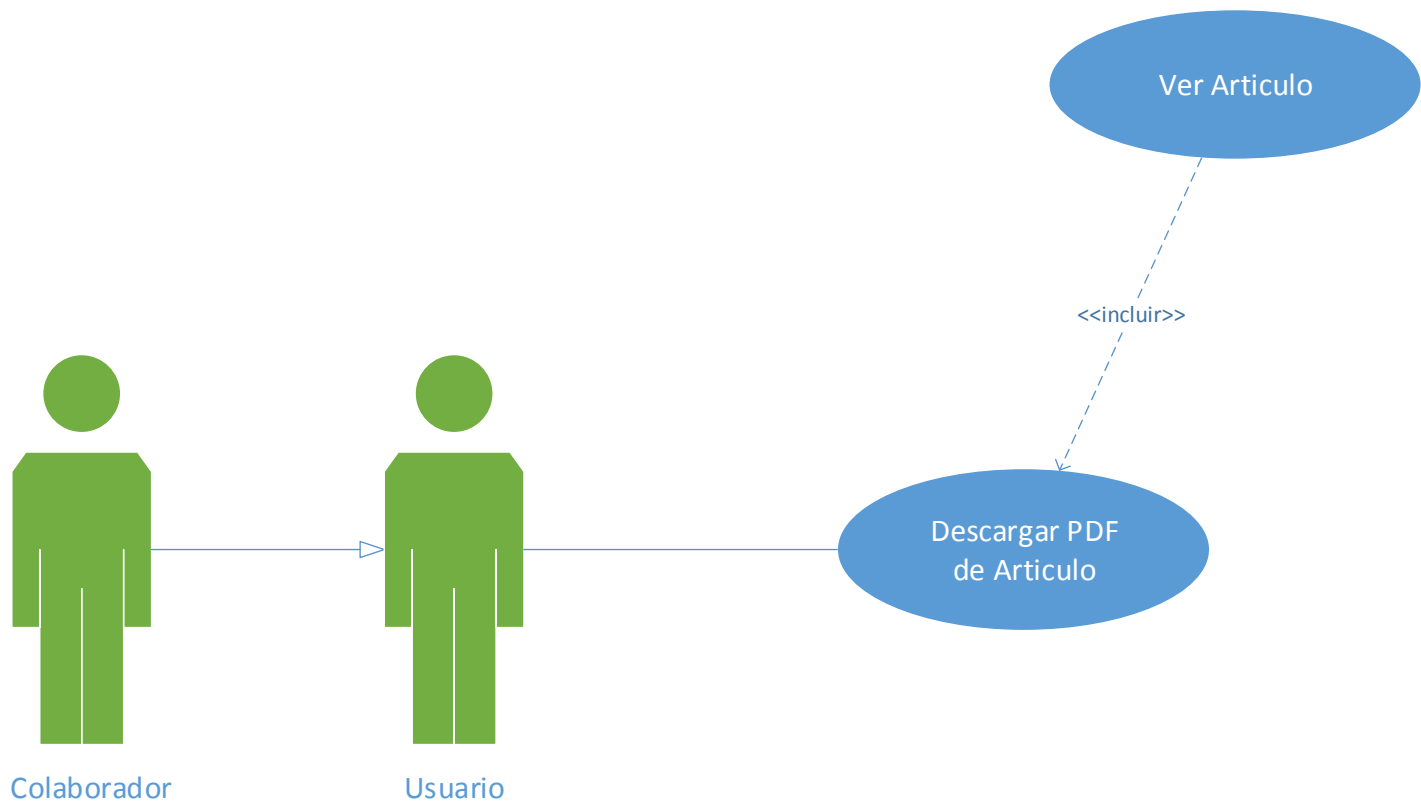 Ver Articulo
<<incluir>>
Descargar PDF
de Articulo
Colaborador
Usuario